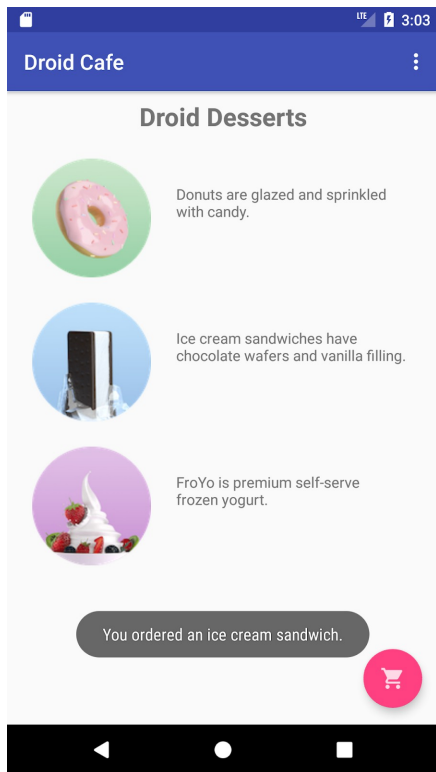 LTE 3:03
Droid Cafe
Droid Desserts
Donuts are glazed and sprinkled
with candy.
Ice cream sandwiches have
chocolate wafers and vanilla filling.
FroYo is premium self-serve
frozen yogurt.
You ordered an ice cream sandwich.